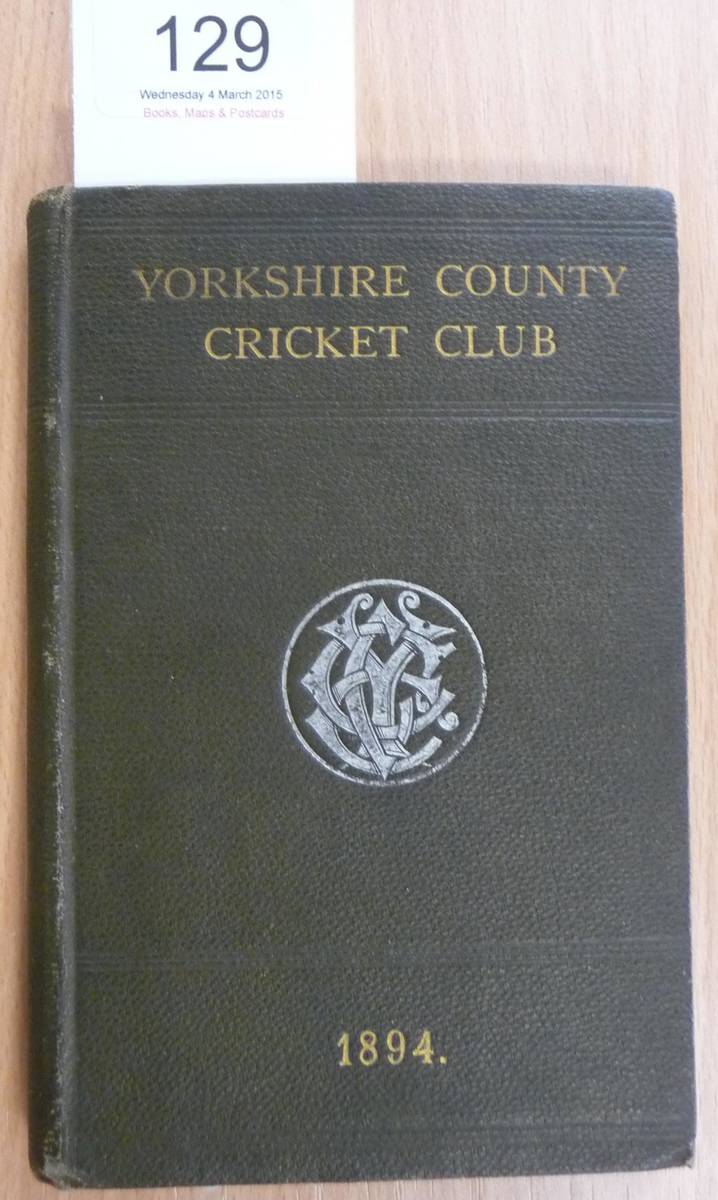 129
Wednesday 4 March 2015
Books, Maps & Postcards
YORKSHIRE COUNTY
CRICKET CLUB
1894.